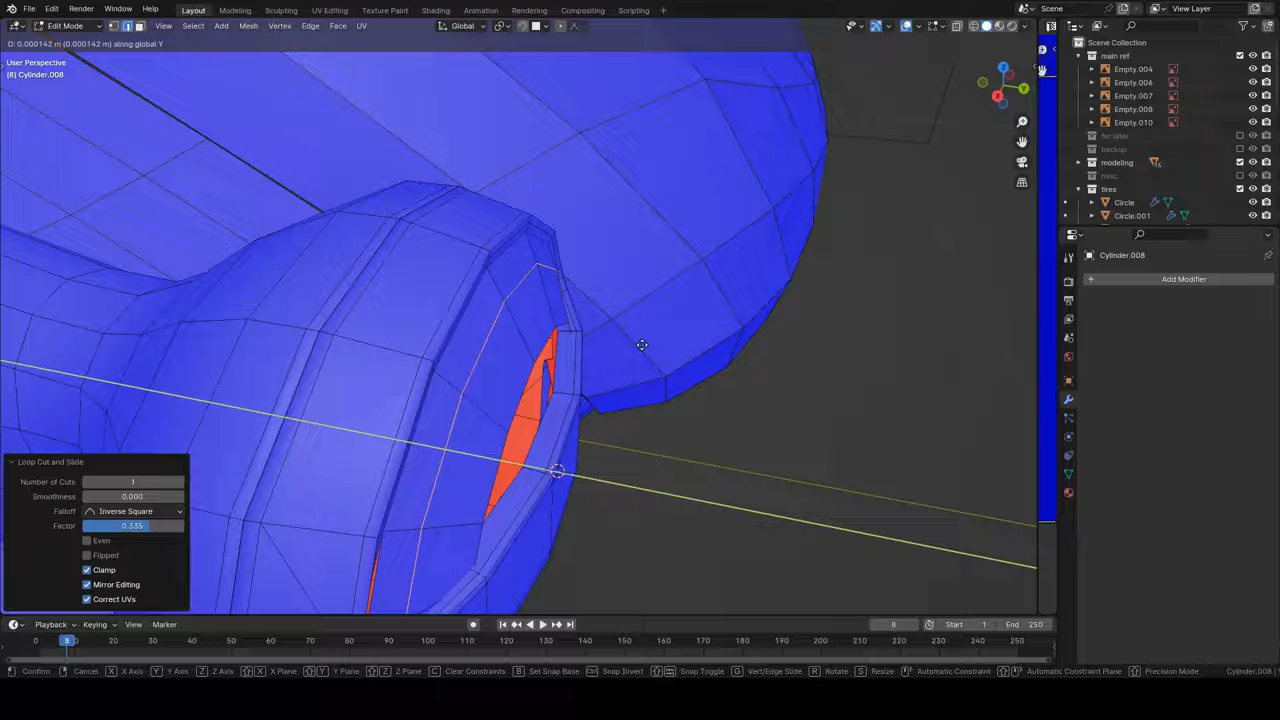 File Edit Render Window Help Layout Modeling Sculpting UV Editing Texture Paint Shading Animation Rendering Compositing Geometry Nodes Scripting Scene View Layer
Edit Mode View Select Add Mesh Vertex Edge Face UV Global
D: 0.000142 m (0.000142 m) along global Y
User Perspective
(8) Cylinder.008
Z
Y
X
Scene Collection
main ref
Empty.004
Empty.006
Empty.007
Empty.008
Empty.010
for later
backup
modeling
16
misc
tires
Circle
Circle.001
Cylinder.008
+ Add Modifier
Loop Cut and Slide
Number of Cuts 1
Smoothness 0.000
Falloff Inverse Square
Factor 0.335
Even
Flipped
Clamp
Mirror Editing
Correct UVs
Playback Keying View Marker 8 Start 1 End 250
0 8 20 30 40 50 60 70 80 90 100 110 120 130 140 150 160 170 180 190 200 210 220 230 240 250
Confirm Cancel X X Axis Y Y Axis Z Z Axis X X Plane Y Y Plane Z Z Plane C Clear Constraints B Set Snap Base Ctrl Snap Invert Snap Toggle G Vert/Edge Slide R Rotate S Resize Automatic Constraint Automatic Constraint Plane Precision Mode Cylinder.008